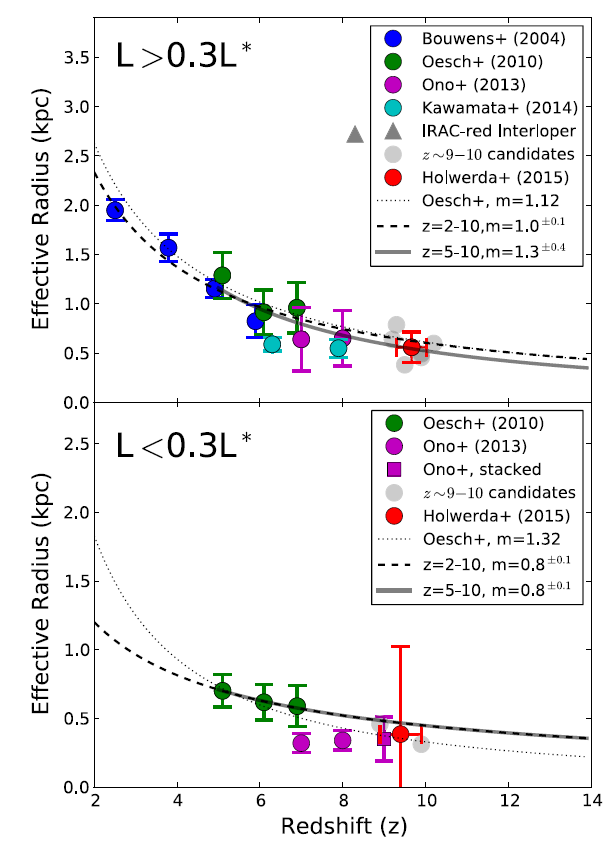 L>0.3L*
Bouwens+ (2004)
Oesch+ (2010)
Ono+ (2013)
Kawamata+ (2014)
IRAC-red Interloper
z~9−10 candidates
Holwerda+ (2015)
Oesch+, m=1.12
z=2-10,m=1.0±0.1
z=5-10,m=1.3±0.4
Effective Radius (kpc)
3.5
3.0
2.5
2.0
1.5
1.0
0.5
0.0
L<0.3L*
Oesch+ (2010)
Ono+ (2013)
Ono+, stacked
z~9−10 candidates
Holwerda+ (2015)
Oesch+, m=1.32
z=2-10, m=0.8±0.1
z=5-10, m=0.8±0.1
Effective Radius (kpc)
2.5
2.0
1.5
1.0
0.5
0.0
2 4 6 8 10 12 14
Redshift (z)